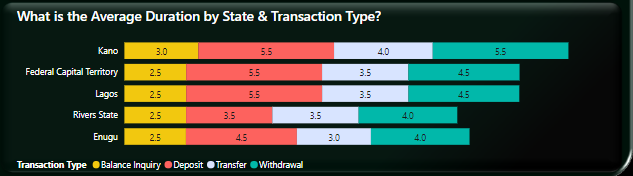 What is the Average Duration by State & Transaction Type?
Kano 3.0 5.5 4.0 5.5
Federal Capital Territory 2.5 5.5 3.5 4.5
Lagos 2.5 5.5 3.5 4.5
Rivers State 2.5 3.5 3.5 4.0
Enugu 2.5 4.5 3.0 4.0
Transaction Type Balance Inquiry Deposit Transfer Withdrawal